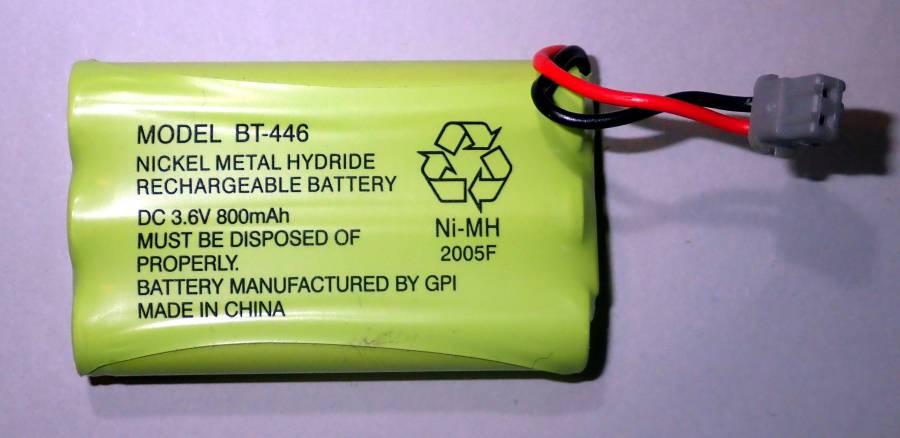 MODEL BT-446
NICKEL METAL HYDRIDE
RECHARGEABLE BATTERY
DC 3.6V 800mAh
MUST BE DISPOSED OF
PROPERLY.
BATTERY MANUFACTURED BY GPI
MADE IN CHINA
Ni-MH
2005F